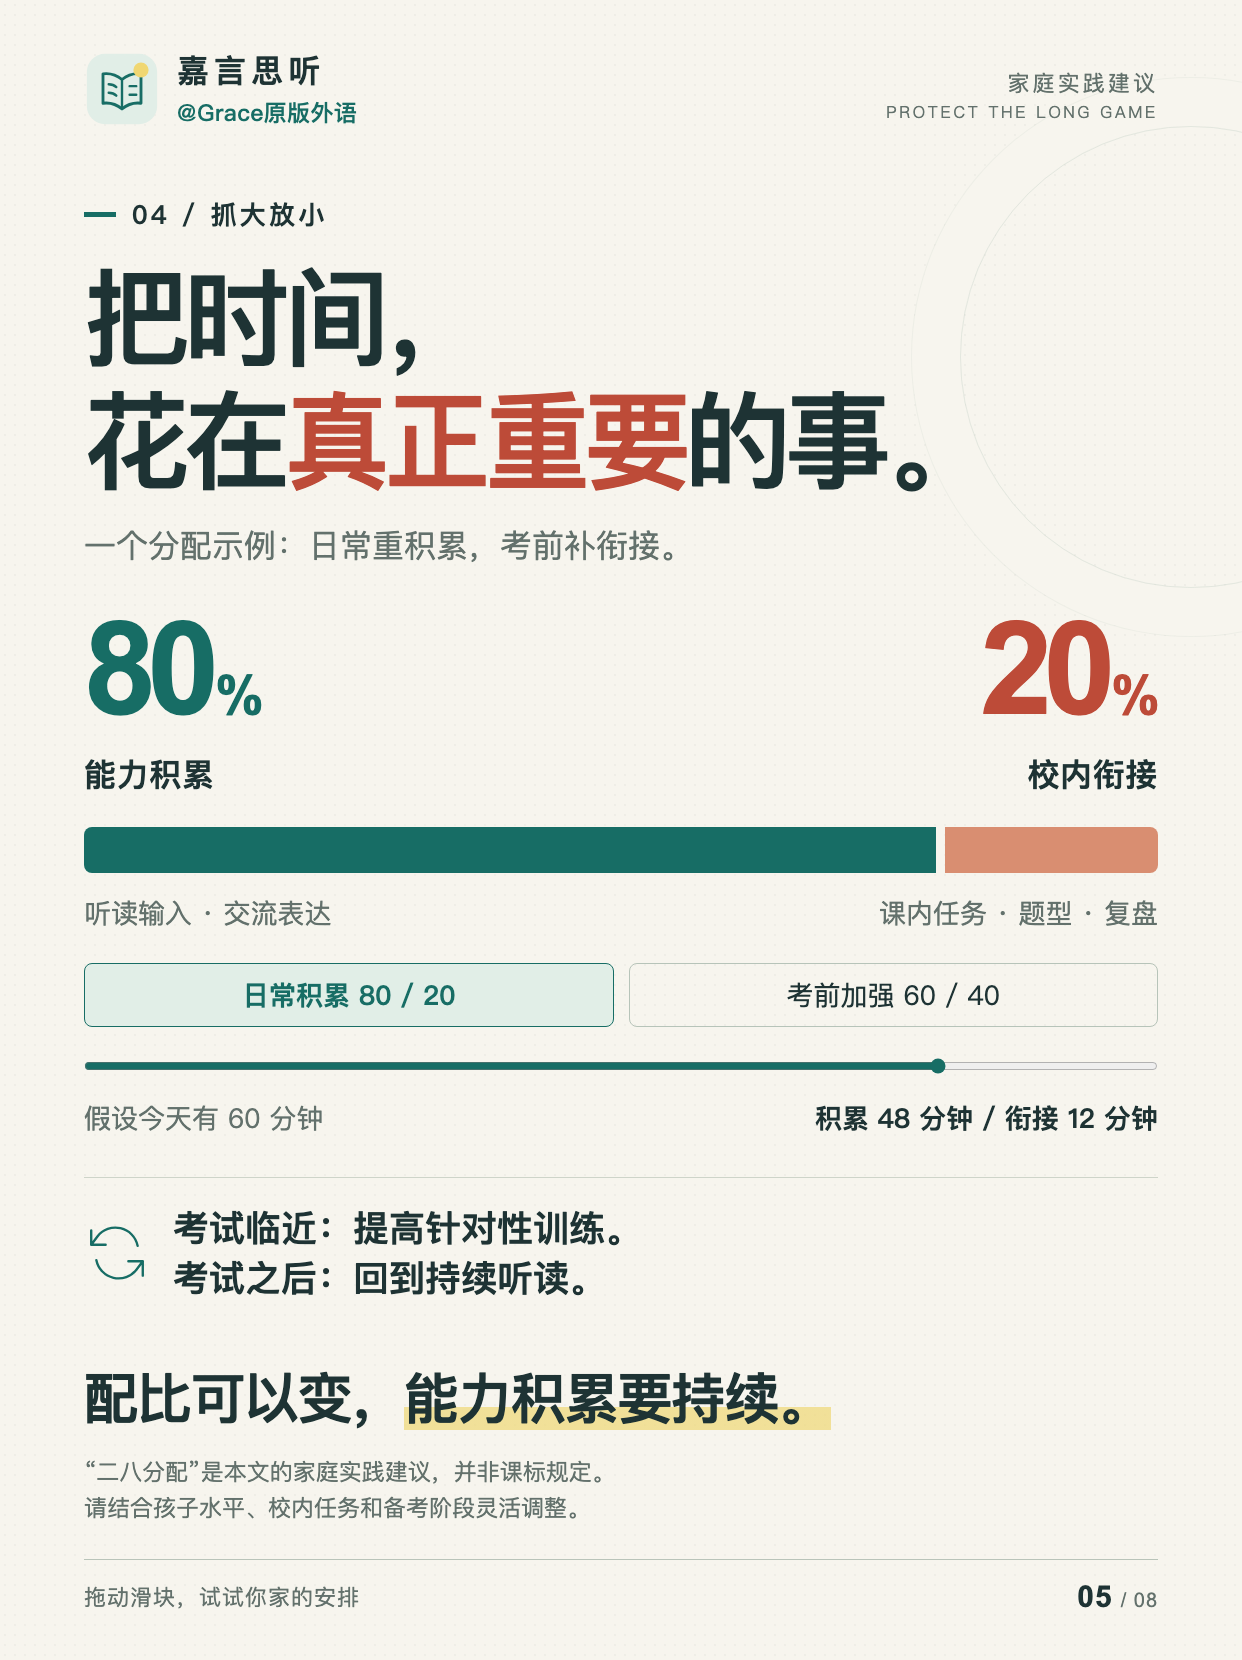 嘉言思听
@Grace原版外语
家庭实践建议
PROTECT THE LONG GAME
04 / 抓大放小
把时间，
花在真正重要的事。
一个分配示例：日常重积累，考前补衔接。
80%
20%
能力积累
校内衔接
听读输入 · 交流表达
课内任务 · 题型 · 复盘
日常积累 80 / 20
考前加强 60 / 40
假设今天有 60 分钟
积累 48 分钟 / 衔接 12 分钟
考试临近：提高针对性训练。
考试之后：回到持续听读。
配比可以变，能力积累要持续。
“二八分配”是本文的家庭实践建议，并非课标规定。
请结合孩子水平、校内任务和备考阶段灵活调整。
拖动滑块，试试你家的安排
05 / 08